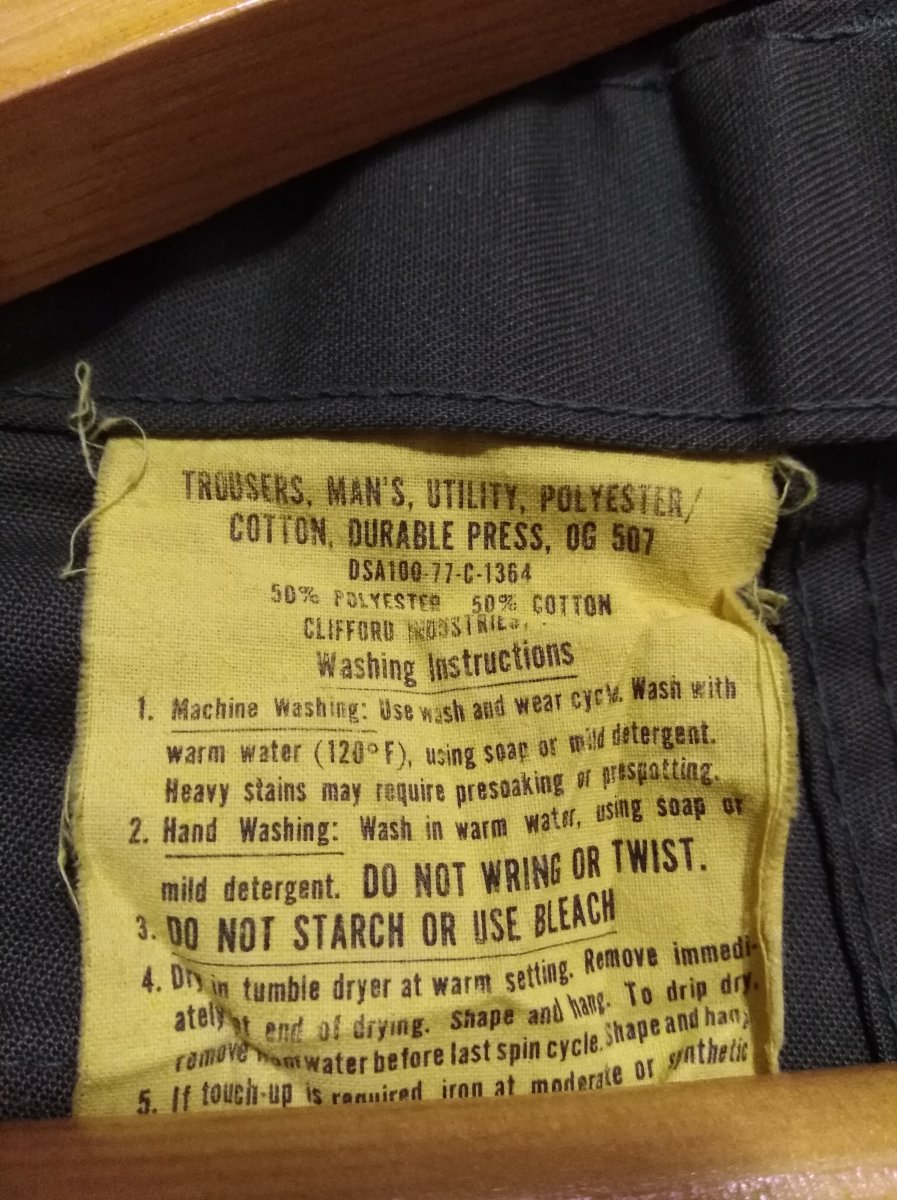 TROUSERS, MAN'S, UTILITY, POLYESTER/
COTTON, DURABLE PRESS, OG 507
DSA100-77-C-1364
50% POLYESTER 50% COTTON
CLIFFORD INDUSTRIES,
Washing Instructions
1. Machine Washing: Use wash and wear cycle. Wash with
warm water (120°F), using soap or mild detergent.
Heavy stains may require presoaking or prespotting.
2. Hand Washing: Wash in warm water, using soap or
mild detergent. DO NOT WRING OR TWIST.
3. DO NOT STARCH OR USE BLEACH
4. Dry in tumble dryer at warm setting. Remove immedi-
ately at end of drying. Shape and hang. To drip dry,
remove from water before last spin cycle. Shape and hang
5. If touch-up is required, iron at moderate or synthetic